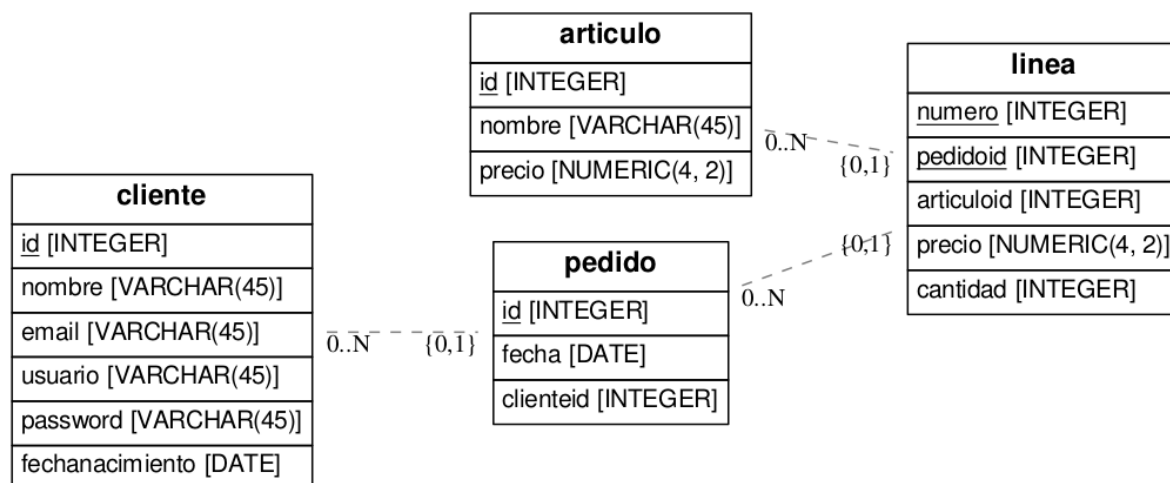 articulo
id [INTEGER]
nombre [VARCHAR(45)]
precio [NUMERIC(4, 2)]
0..N
{0,1}
linea
numero [INTEGER]
pedidoid [INTEGER]
articuloid [INTEGER]
precio [NUMERIC(4, 2)]
cantidad [INTEGER]
cliente
id [INTEGER]
nombre [VARCHAR(45)]
email [VARCHAR(45)]
usuario [VARCHAR(45)]
password [VARCHAR(45)]
fechanacimiento [DATE]
0..N
{0,1}
pedido
id [INTEGER]
fecha [DATE]
clienteid [INTEGER]
0..N
{0,1}